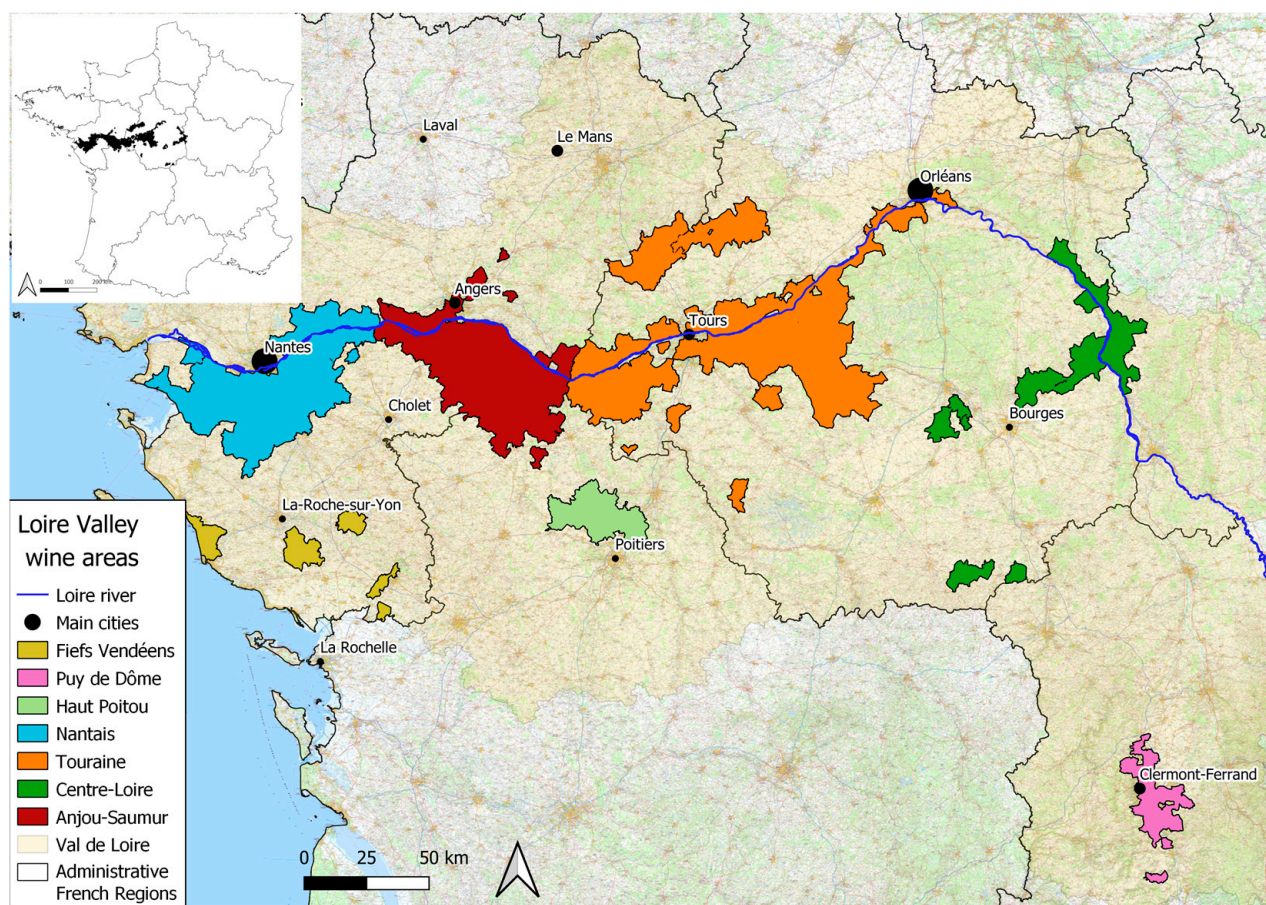 0 100 200 km
Laval
Le Mans
Orléans
Angers
Tours
Nantes
Cholet
Bourges
La-Roche-sur-Yon
Poitiers
La Rochelle
Clermont-Ferrand
Loire Valley
wine areas
Loire river
Main cities
Fiefs Vendéens
Puy de Dôme
Haut Poitou
Nantais
Touraine
Centre-Loire
Anjou-Saumur
Val de Loire
Administrative
French Regions
0 25 50 km